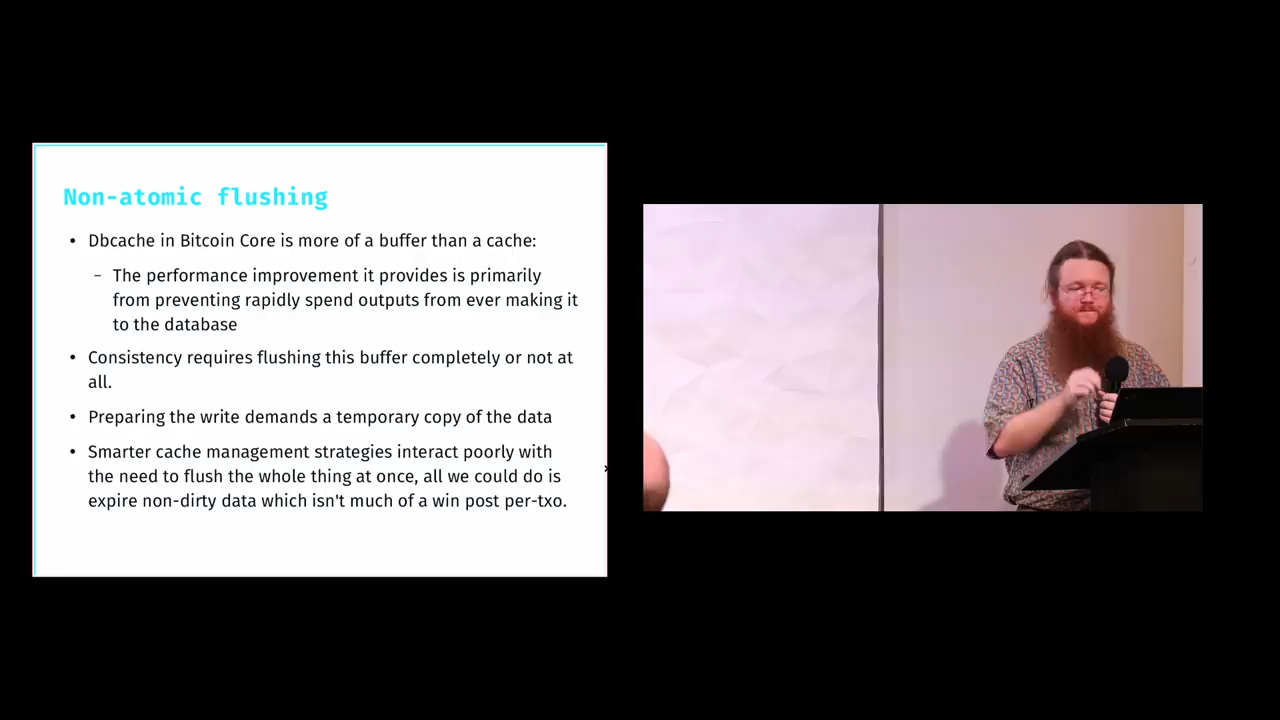 Non-atomic flushing
• Dbcache in Bitcoin Core is more of a buffer than a cache:
– The performance improvement it provides is primarily
from preventing rapidly spend outputs from ever making it
to the database
• Consistency requires flushing this buffer completely or not at
all.
• Preparing the write demands a temporary copy of the data
• Smarter cache management strategies interact poorly with
the need to flush the whole thing at once, all we could do is
expire non-dirty data which isn't much of a win post per-txo.